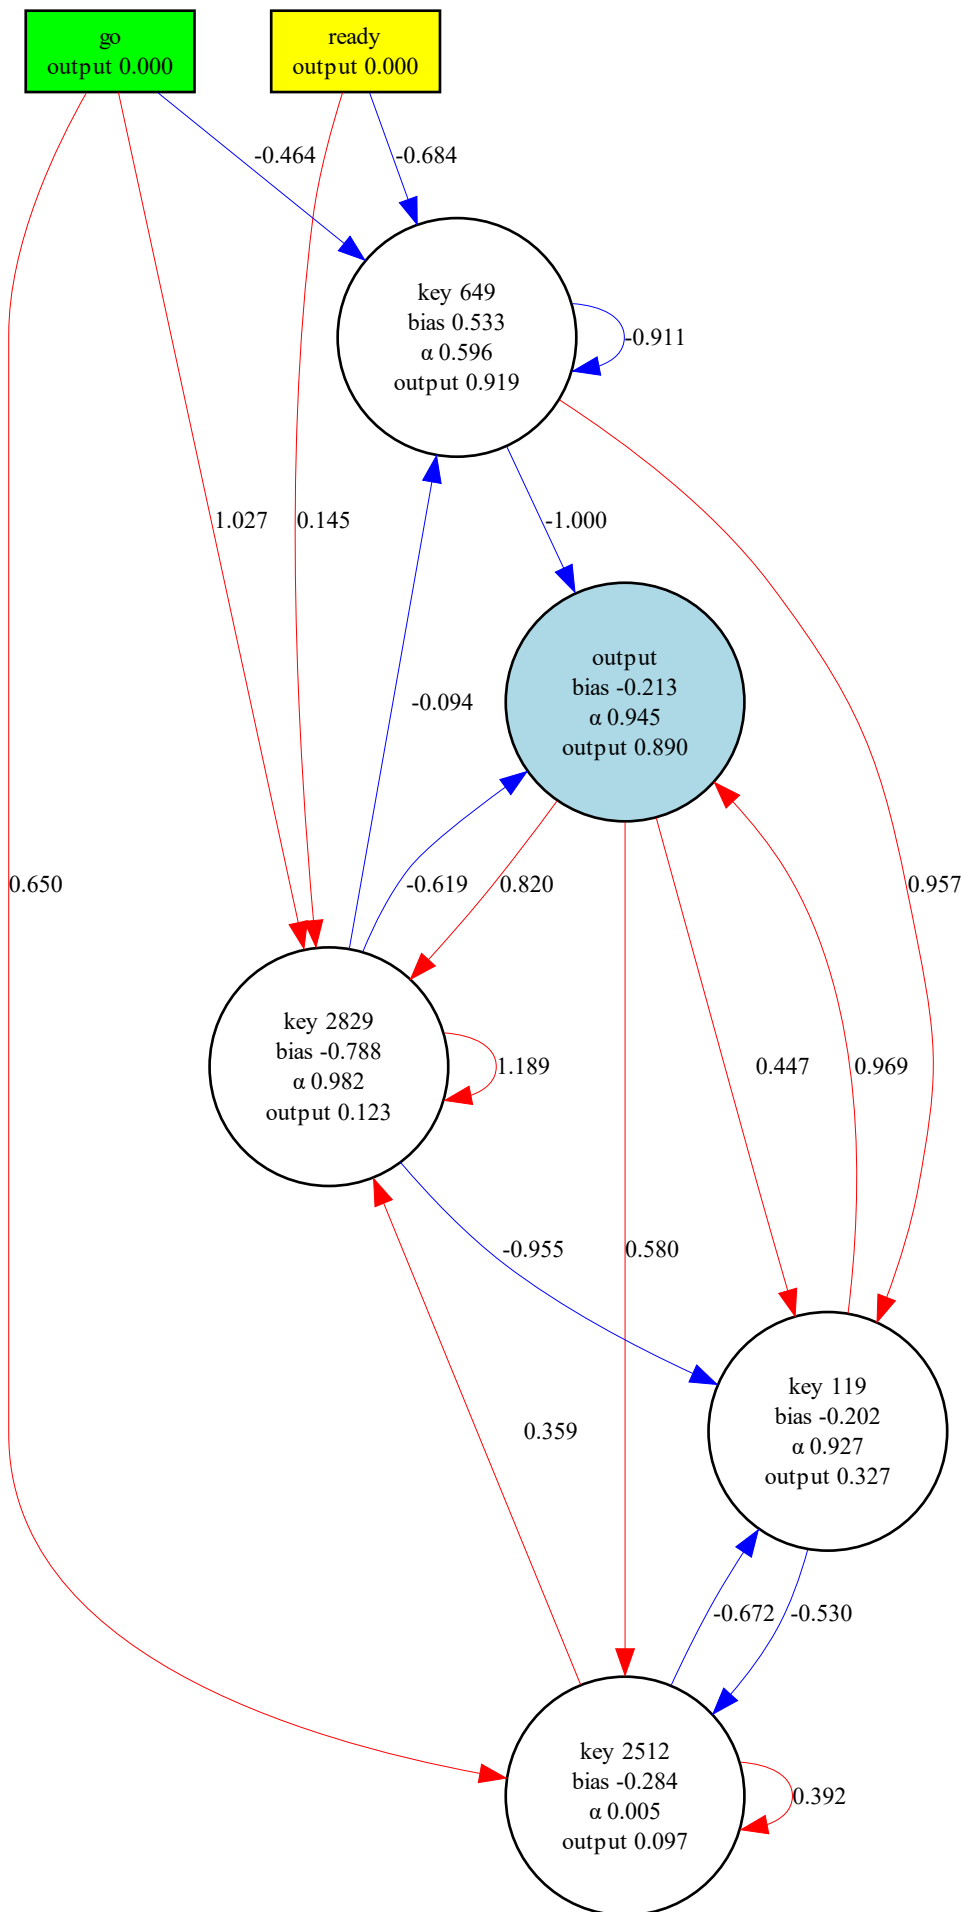 go
output 0.000
ready
output 0.000
-0.464
-0.684
key 649
bias 0.533
α 0.596
output 0.919
-0.911
1.027
0.145
-1.000
output
bias -0.213
α 0.945
output 0.890
-0.094
0.650
-0.619
0.820
0.957
key 2829
bias -0.788
α 0.982
output 0.123
1.189
0.447
0.969
-0.955
0.580
key 119
bias -0.202
α 0.927
output 0.327
0.359
-0.672
-0.530
key 2512
bias -0.284
α 0.005
output 0.097
0.392